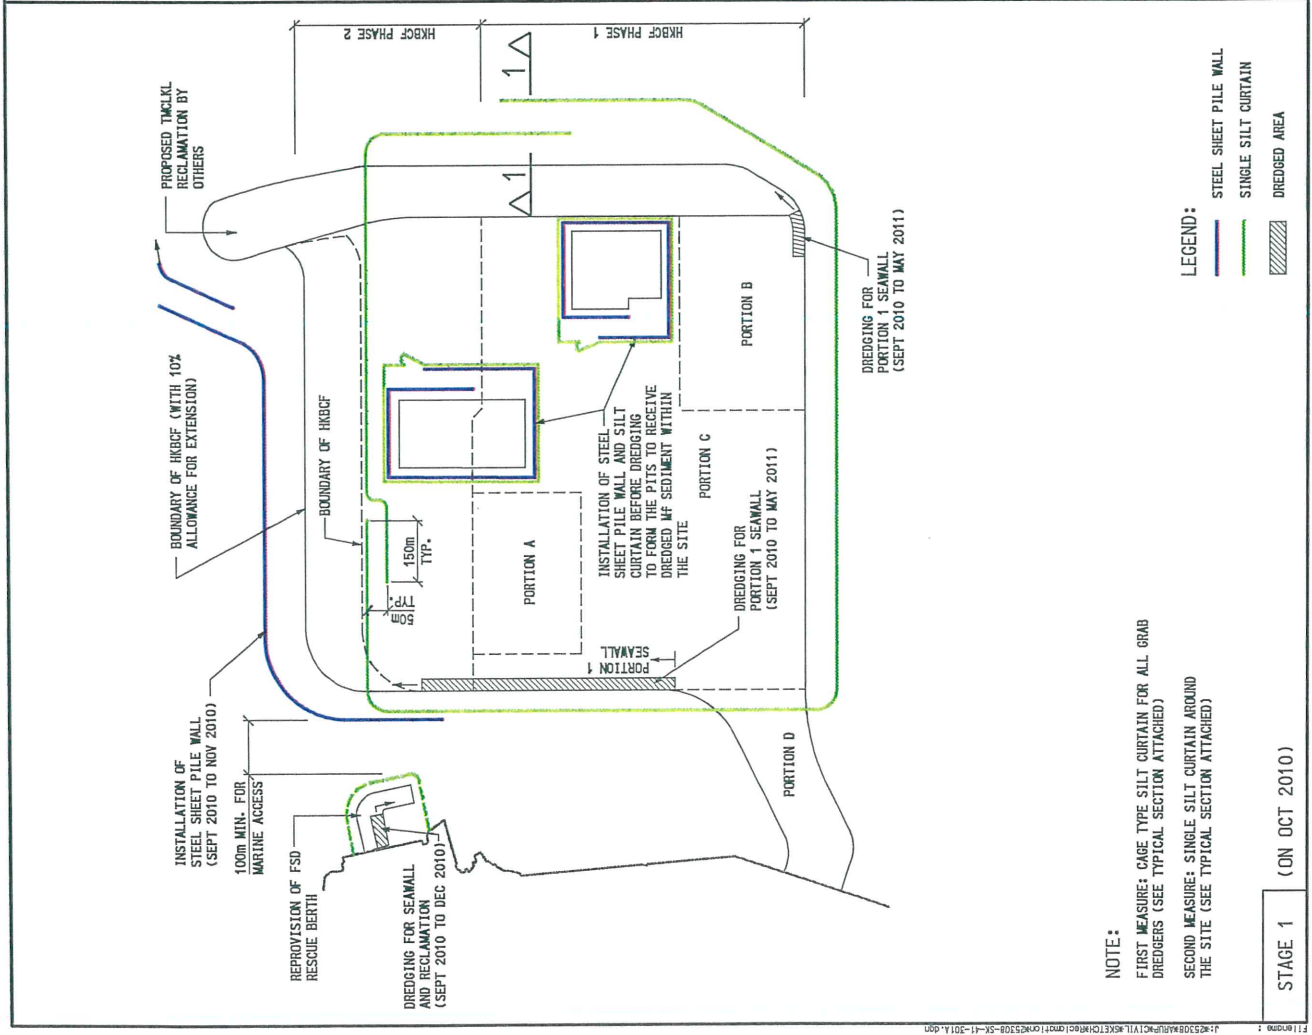 HKBCF PHASE 2
HKBCF PHASE 1
PROPOSED TMCLKL
RECLAMATION BY
OTHERS
1
1
BOUNDARY OF HKBCF (WITH 10%
ALLOWANCE FOR EXTENSION)
BOUNDARY OF HKBCF
INSTALLATION OF
STEEL SHEET PILE WALL
(SEPT 2010 TO NOV 2010)
100m MIN. FOR
MARINE ACCESS
REPROVISION OF FSD
RESCUE BERTH
DREDGING FOR SEAWALL
AND RECLAMATION
(SEPT 2010 TO DEC 2010)
150m
TYP.
50m
TYP.
PORTION A
PORTION B
PORTION C
PORTION D
PORTION 1
SEAWALL
INSTALLATION OF STEEL
SHEET PILE WALL AND SILT
CURTAIN BEFORE DREDGING
TO FORM THE PITS TO RECEIVE
DREDGED Mf SEDIMENT WITHIN
THE SITE
DREDGING FOR
PORTION 1 SEAWALL
(SEPT 2010 TO MAY 2011)
DREDGING FOR
PORTION 1 SEAWALL
(SEPT 2010 TO MAY 2011)
LEGEND:
STEEL SHEET PILE WALL
SINGLE SILT CURTAIN
DREDGED AREA
NOTE:
FIRST MEASURE: CAGE TYPE SILT CURTAIN FOR ALL GRAB
DREDGERS (SEE TYPICAL SECTION ATTACHED)
SECOND MEASURE: SINGLE SILT CURTAIN AROUND
THE SITE (SEE TYPICAL SECTION ATTACHED)
STAGE 1 (ON OCT 2010)
Filename :